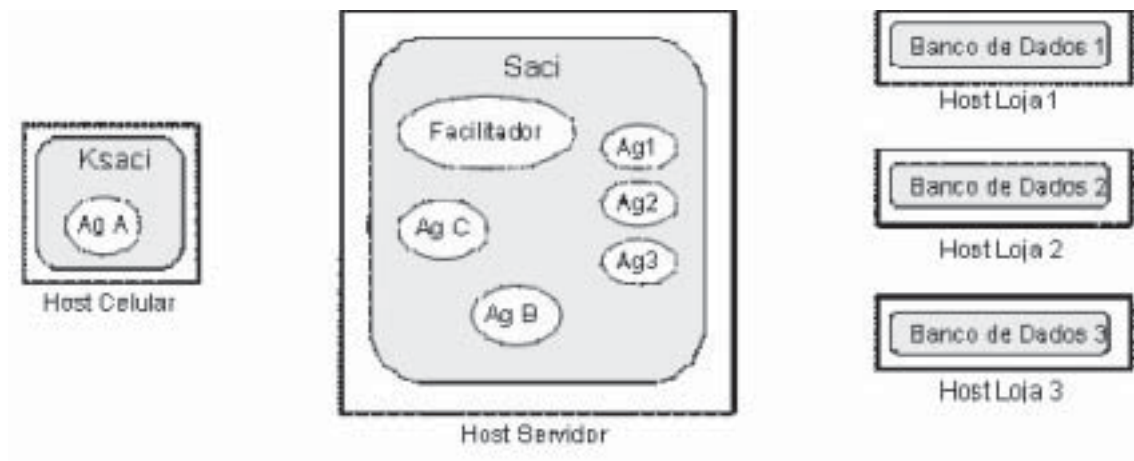 Ksaci
Ag A
Host Celular
Saci
Facilitador
Ag1
Ag2
Ag3
Ag C
Ag B
Host Servidor
Banco de Dados 1
Host Loja 1
Banco de Dados 2
Host Loja 2
Banco de Dados 3
Host Loja 3